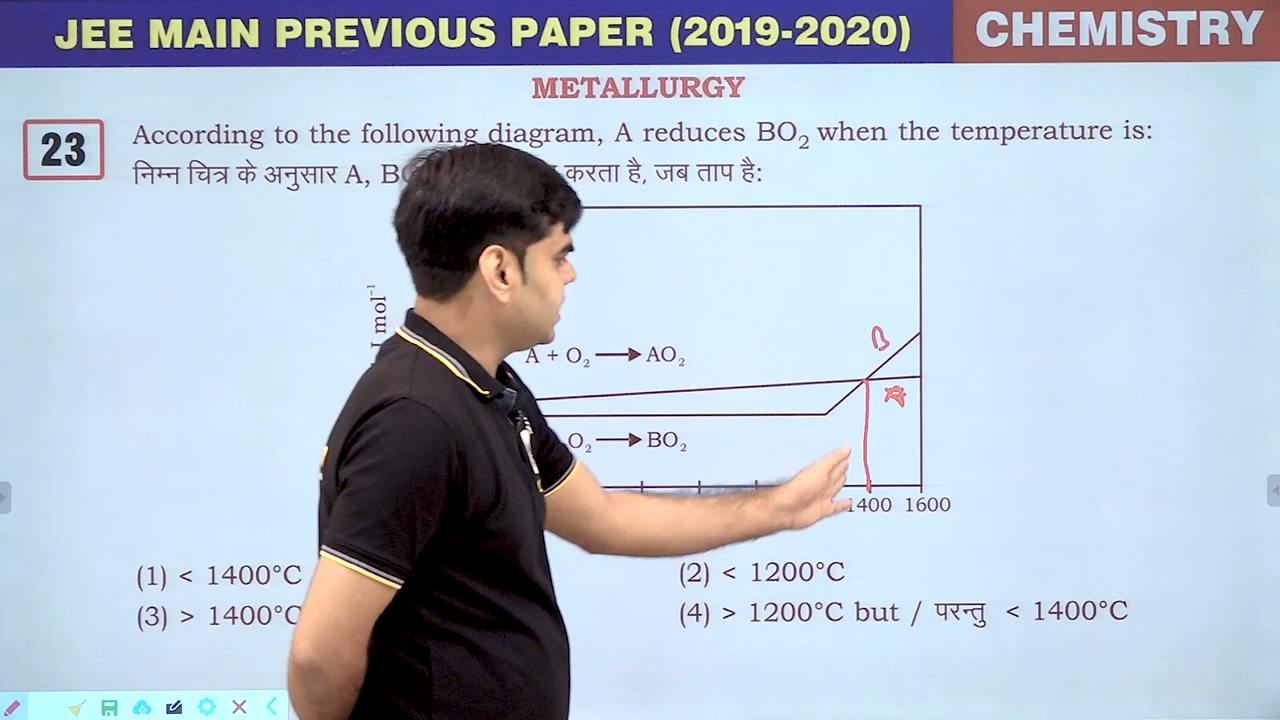 JEE MAIN PREVIOUS PAPER (2019-2020) CHEMISTRY
METALLURGY
23 According to the following diagram, A reduces BO₂ when the temperature is:
निम्न चित्र के अनुसार A, करता है, जब ताप है:
mol⁻¹
B
A + O₂ → AO₂
A
O₂ → BO₂
1400 1600
(1) < 1400°C (2) < 1200°C
(3) > 1400°C (4) > 1200°C but / परन्तु < 1400°C